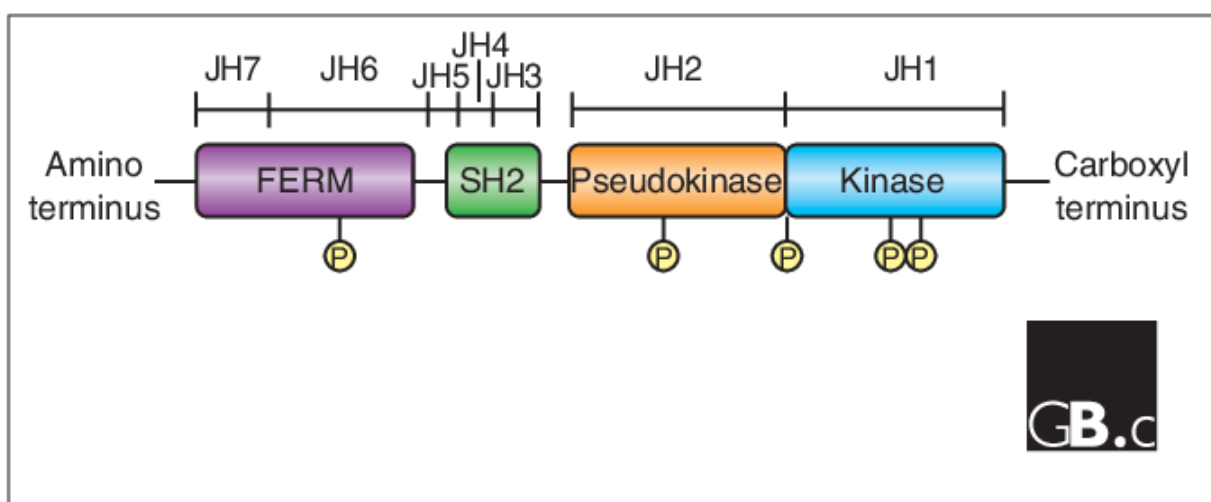 JH4
JH7 JH6 JH5 JH3 JH2 JH1
Amino
terminus
FERM SH2 Pseudokinase Kinase
Carboxyl
terminus
P P P P P
GB.c